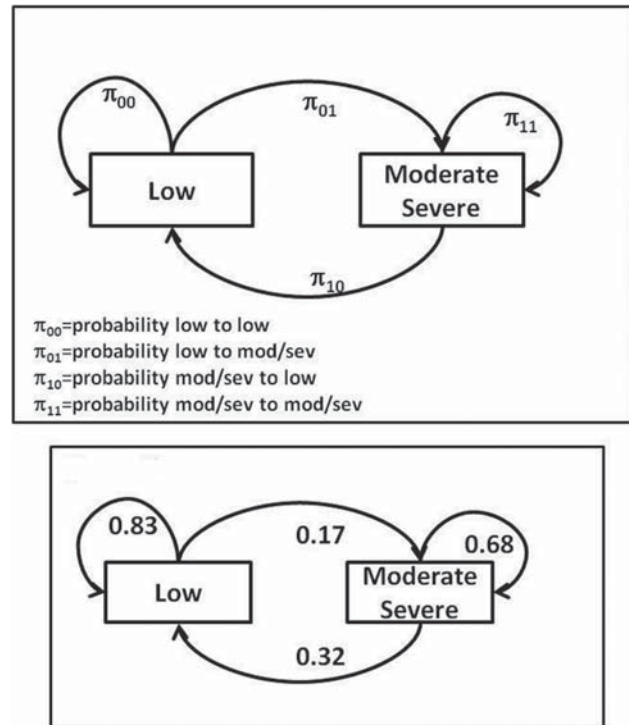 π₀₀
π₀₁
π₁₁
Low
Moderate
Severe
π₁₀
π₀₀=probability low to low
π₀₁=probability low to mod/sev
π₁₀=probability mod/sev to low
π₁₁=probability mod/sev to mod/sev
0.83
0.17
0.68
Low
Moderate
Severe
0.32